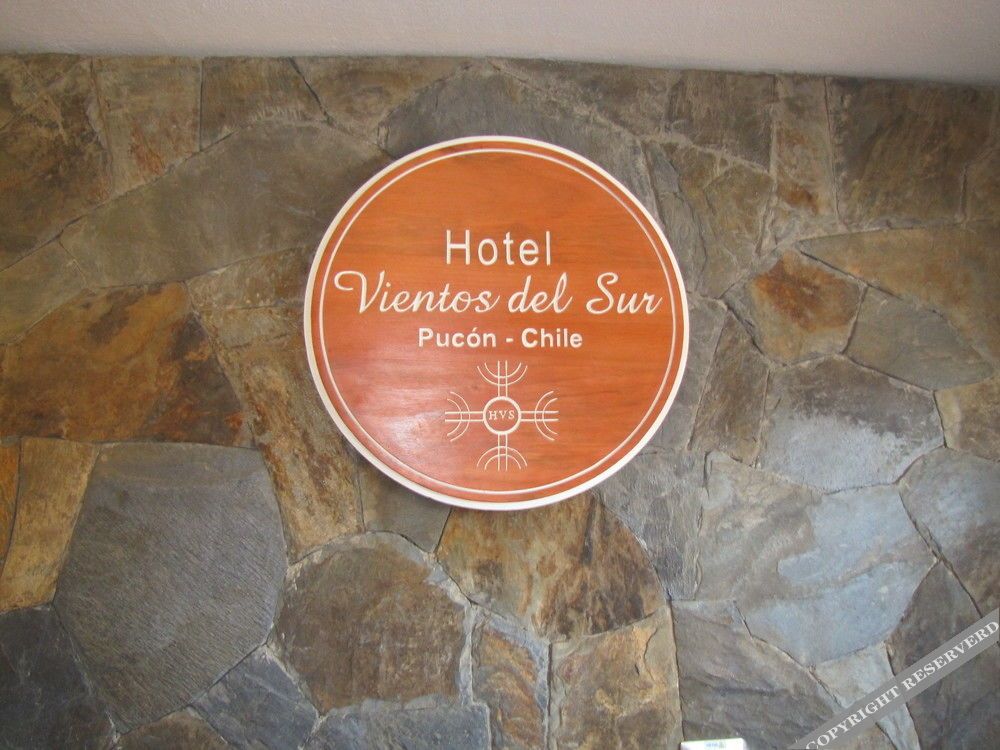 Hotel
Vientos del Sur
Pucón - Chile
HVS
COPYRIGHT RESERVERD